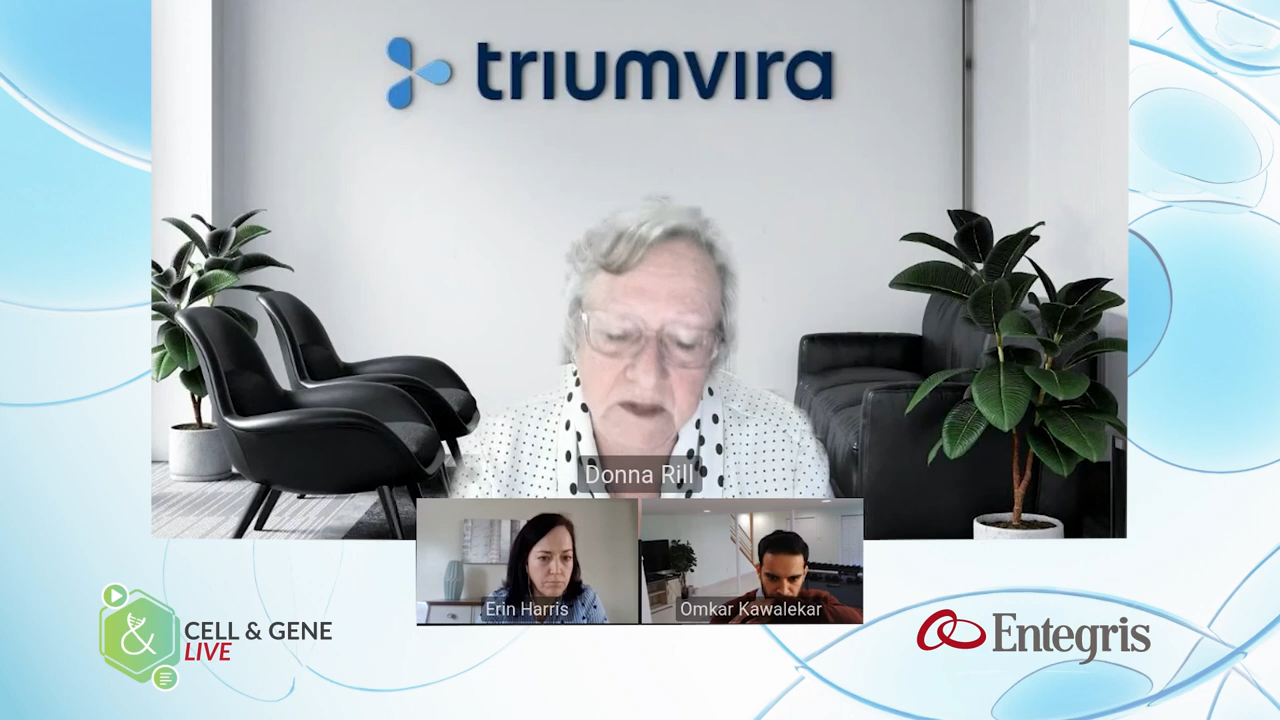 triumvira
Donna Rill
Erin Harris
Omkar Kawalekar
&
CELL & GENE
LIVE
Entegris